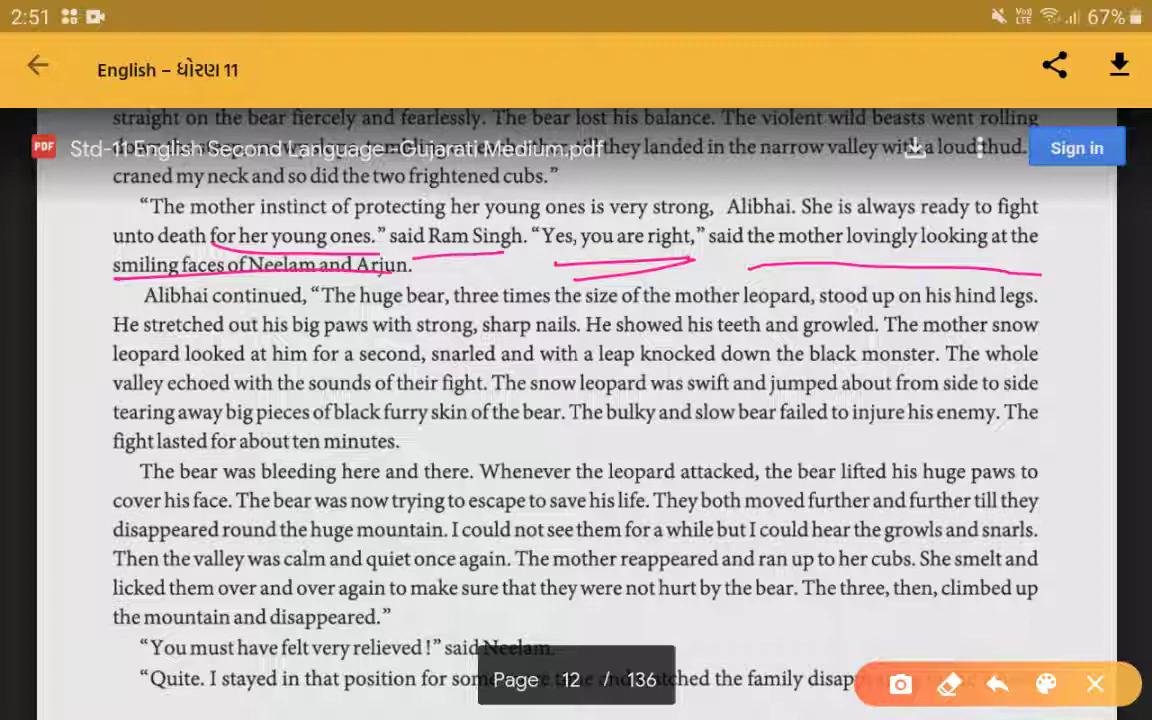 2:51 67%
English – ધોરણ 11
straight on the bear fiercely and fearlessly. The bear lost his balance. The violent wild beasts went rolling
PDF Std-11 English Second Language -Gujarati Medium.pdf Sign in
they landed in the narrow valley with a loud thud.
craned my neck and so did the two frightened cubs.”
“The mother instinct of protecting her young ones is very strong, Alibhai. She is always ready to fight
unto death for her young ones.” said Ram Singh. “Yes, you are right,” said the mother lovingly looking at the
smiling faces of Neelam and Arjun.
Alibhai continued, “The huge bear, three times the size of the mother leopard, stood up on his hind legs.
He stretched out his big paws with strong, sharp nails. He showed his teeth and growled. The mother snow
leopard looked at him for a second, snarled and with a leap knocked down the black monster. The whole
valley echoed with the sounds of their fight. The snow leopard was swift and jumped about from side to side
tearing away big pieces of black furry skin of the bear. The bulky and slow bear failed to injure his enemy. The
fight lasted for about ten minutes.
The bear was bleeding here and there. Whenever the leopard attacked, the bear lifted his huge paws to
cover his face. The bear was now trying to escape to save his life. They both moved further and further till they
disappeared round the huge mountain. I could not see them for a while but I could hear the growls and snarls.
Then the valley was calm and quiet once again. The mother reappeared and ran up to her cubs. She smelt and
licked them over and over again to make sure that they were not hurt by the bear. The three, then, climbed up
the mountain and disappeared.”
“You must have felt very relieved !” said Neelam.
“Quite. I stayed in that position for some watched the family
Page 12 / 136